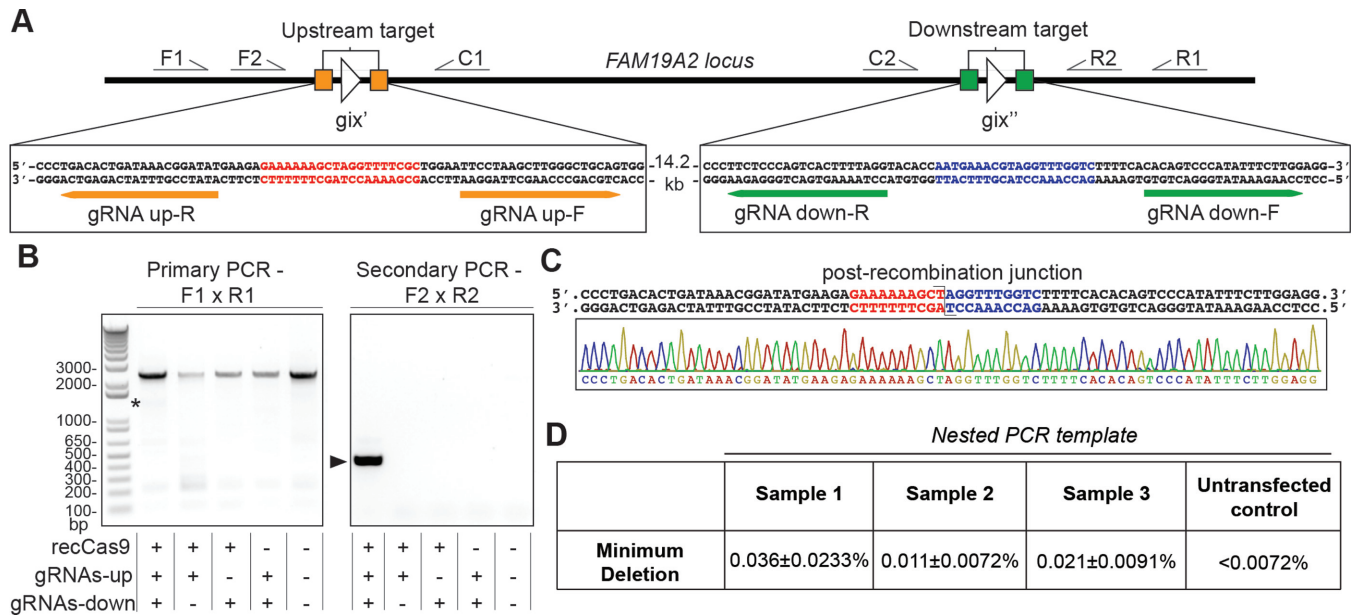 A
Upstream target
Downstream target
F1 F2 C1 FAM19A2 locus C2 R2 R1
gix' gix''
5'-CCCTGACACTGATAAACGGATATGAAGAGAAAAAAGCTAGGTTTTCGCTGGAATTCCTAAGCTTGGGCTGCAGTGG -14.2- CCCTTCTCCCAGTCACTTTTAGGTACACCAATGAAACGTAGGTTTGGTCTTTTCACACAGTCCCATATTTCTTGGAGG-3'
3'-GGGACTGAGACTATTTGCCTATACTTCTCTTTTTTCGATCCAAAAGCGACCTTAAGGATTCGAACCCGACGTCACC - kb - GGGAAGAGGGTCAGTGAAAATCCATGTGGTTACTTTGCATCCAAACCAGAAAAGTGTGTCAGGGTATAAAGAACCTCC-5'
gRNA up-R gRNA up-F gRNA down-R gRNA down-F
B
Primary PCR -
F1 x R1
Secondary PCR -
F2 x R2
3000-
2000-
1000-
650-
500-
400-
300-
200-
100-
bp
*
recCas9 + + + - - + + + - -
gRNAs-up + + - + - + + - + -
gRNAs-down + - + + - + - + + -
C
post-recombination junction
5'.CCCTGACACTGATAAACGGATATGAAGAGAAAAAAGCTAGGTTTGGTCTTTTCACACAGTCCCATATTTCTTGGAGG.3'
3'.GGGACTGAGACTATTTGCCTATACTTCTCTTTTTTCGATCCAAACCAGAAAAGTGTGTCAGGGTATAAAGAACCTCC.5'
CCCTGACACTGATAAACGGATATGAAGAGAAAAAAGCTAGGTTTGGTCTTTTCACACAGTCCCATATTTCTTGGAGG
D
Nested PCR template
Sample 1 Sample 2 Sample 3 Untransfected control
Minimum Deletion 0.036±0.0233% 0.011±0.0072% 0.021±0.0091% <0.0072%